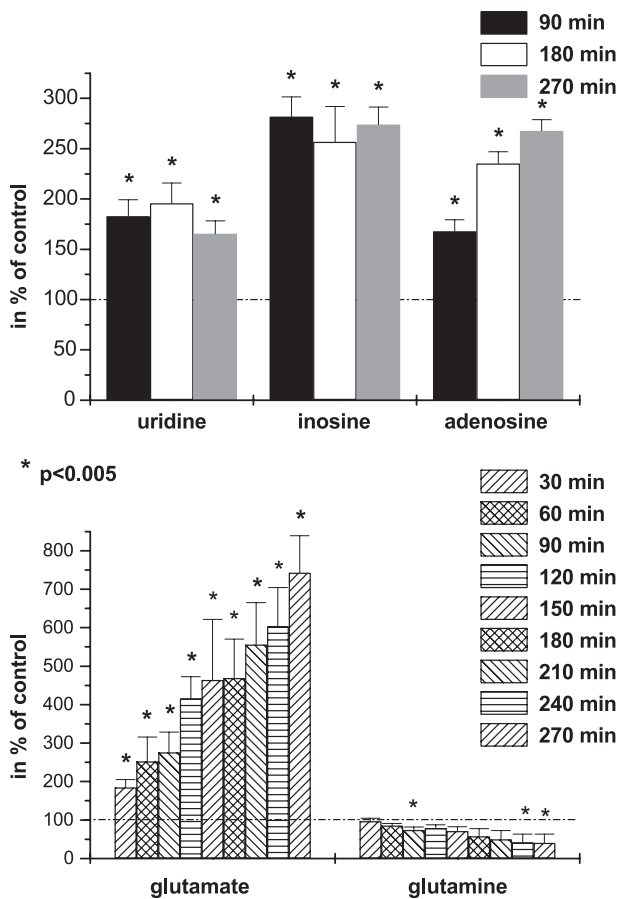 90 min
180 min
270 min
in % of control
300
250
200
150
100
50
0
* * * * * * * * *
uridine inosine adenosine
* p<0.005
30 min
60 min
90 min
120 min
150 min
180 min
210 min
240 min
270 min
in % of control
800
700
600
500
400
300
200
100
0
* * * * * * * * * * * *
glutamate glutamine